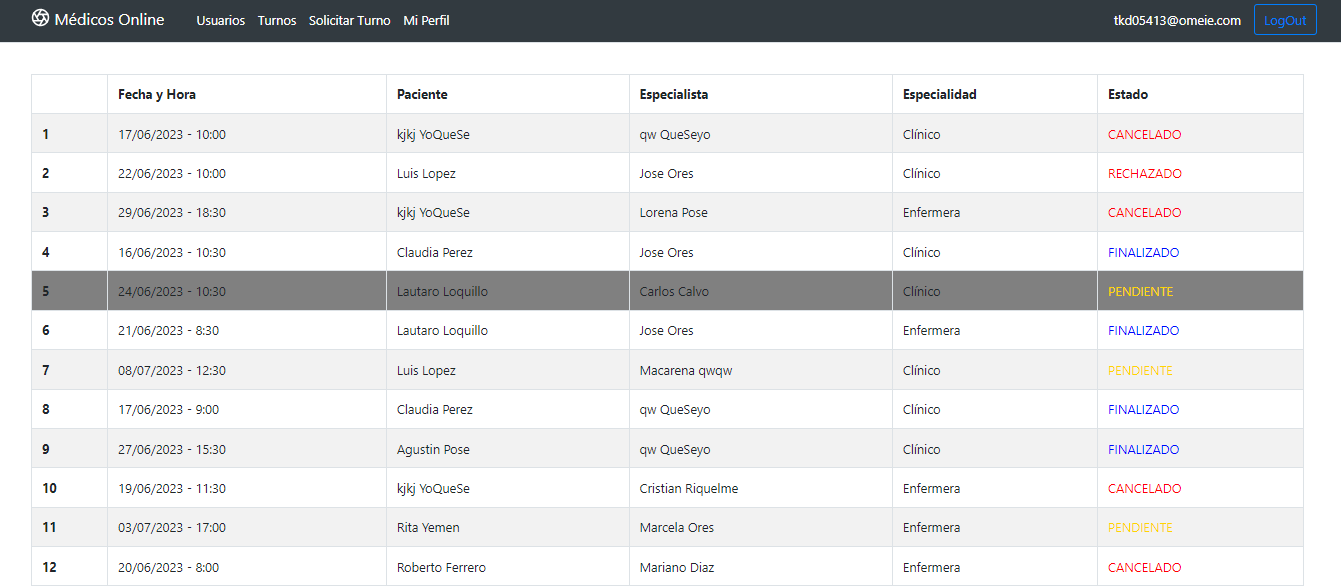 Médicos Online Usuarios Turnos Solicitar Turno Mi Perfil tkd05413@omeie.com LogOut
Fecha y Hora Paciente Especialista Especialidad Estado
1 17/06/2023 - 10:00 kjkj YoQueSe qw QueSeyo Clínico CANCELADO
2 22/06/2023 - 10:00 Luis Lopez Jose Ores Clínico RECHAZADO
3 29/06/2023 - 18:30 kjkj YoQueSe Lorena Pose Enfermera CANCELADO
4 16/06/2023 - 10:30 Claudia Perez Jose Ores Clínico FINALIZADO
5 24/06/2023 - 10:30 Lautaro Loquillo Carlos Calvo Clínico PENDIENTE
6 21/06/2023 - 8:30 Lautaro Loquillo Jose Ores Enfermera FINALIZADO
7 08/07/2023 - 12:30 Luis Lopez Macarena qwqw Clínico PENDIENTE
8 17/06/2023 - 9:00 Claudia Perez qw QueSeyo Clínico FINALIZADO
9 27/06/2023 - 15:30 Agustin Pose qw QueSeyo Clínico FINALIZADO
10 19/06/2023 - 11:30 kjkj YoQueSe Cristian Riquelme Enfermera CANCELADO
11 03/07/2023 - 17:00 Rita Yemen Marcela Ores Enfermera PENDIENTE
12 20/06/2023 - 8:00 Roberto Ferrero Mariano Diaz Enfermera CANCELADO